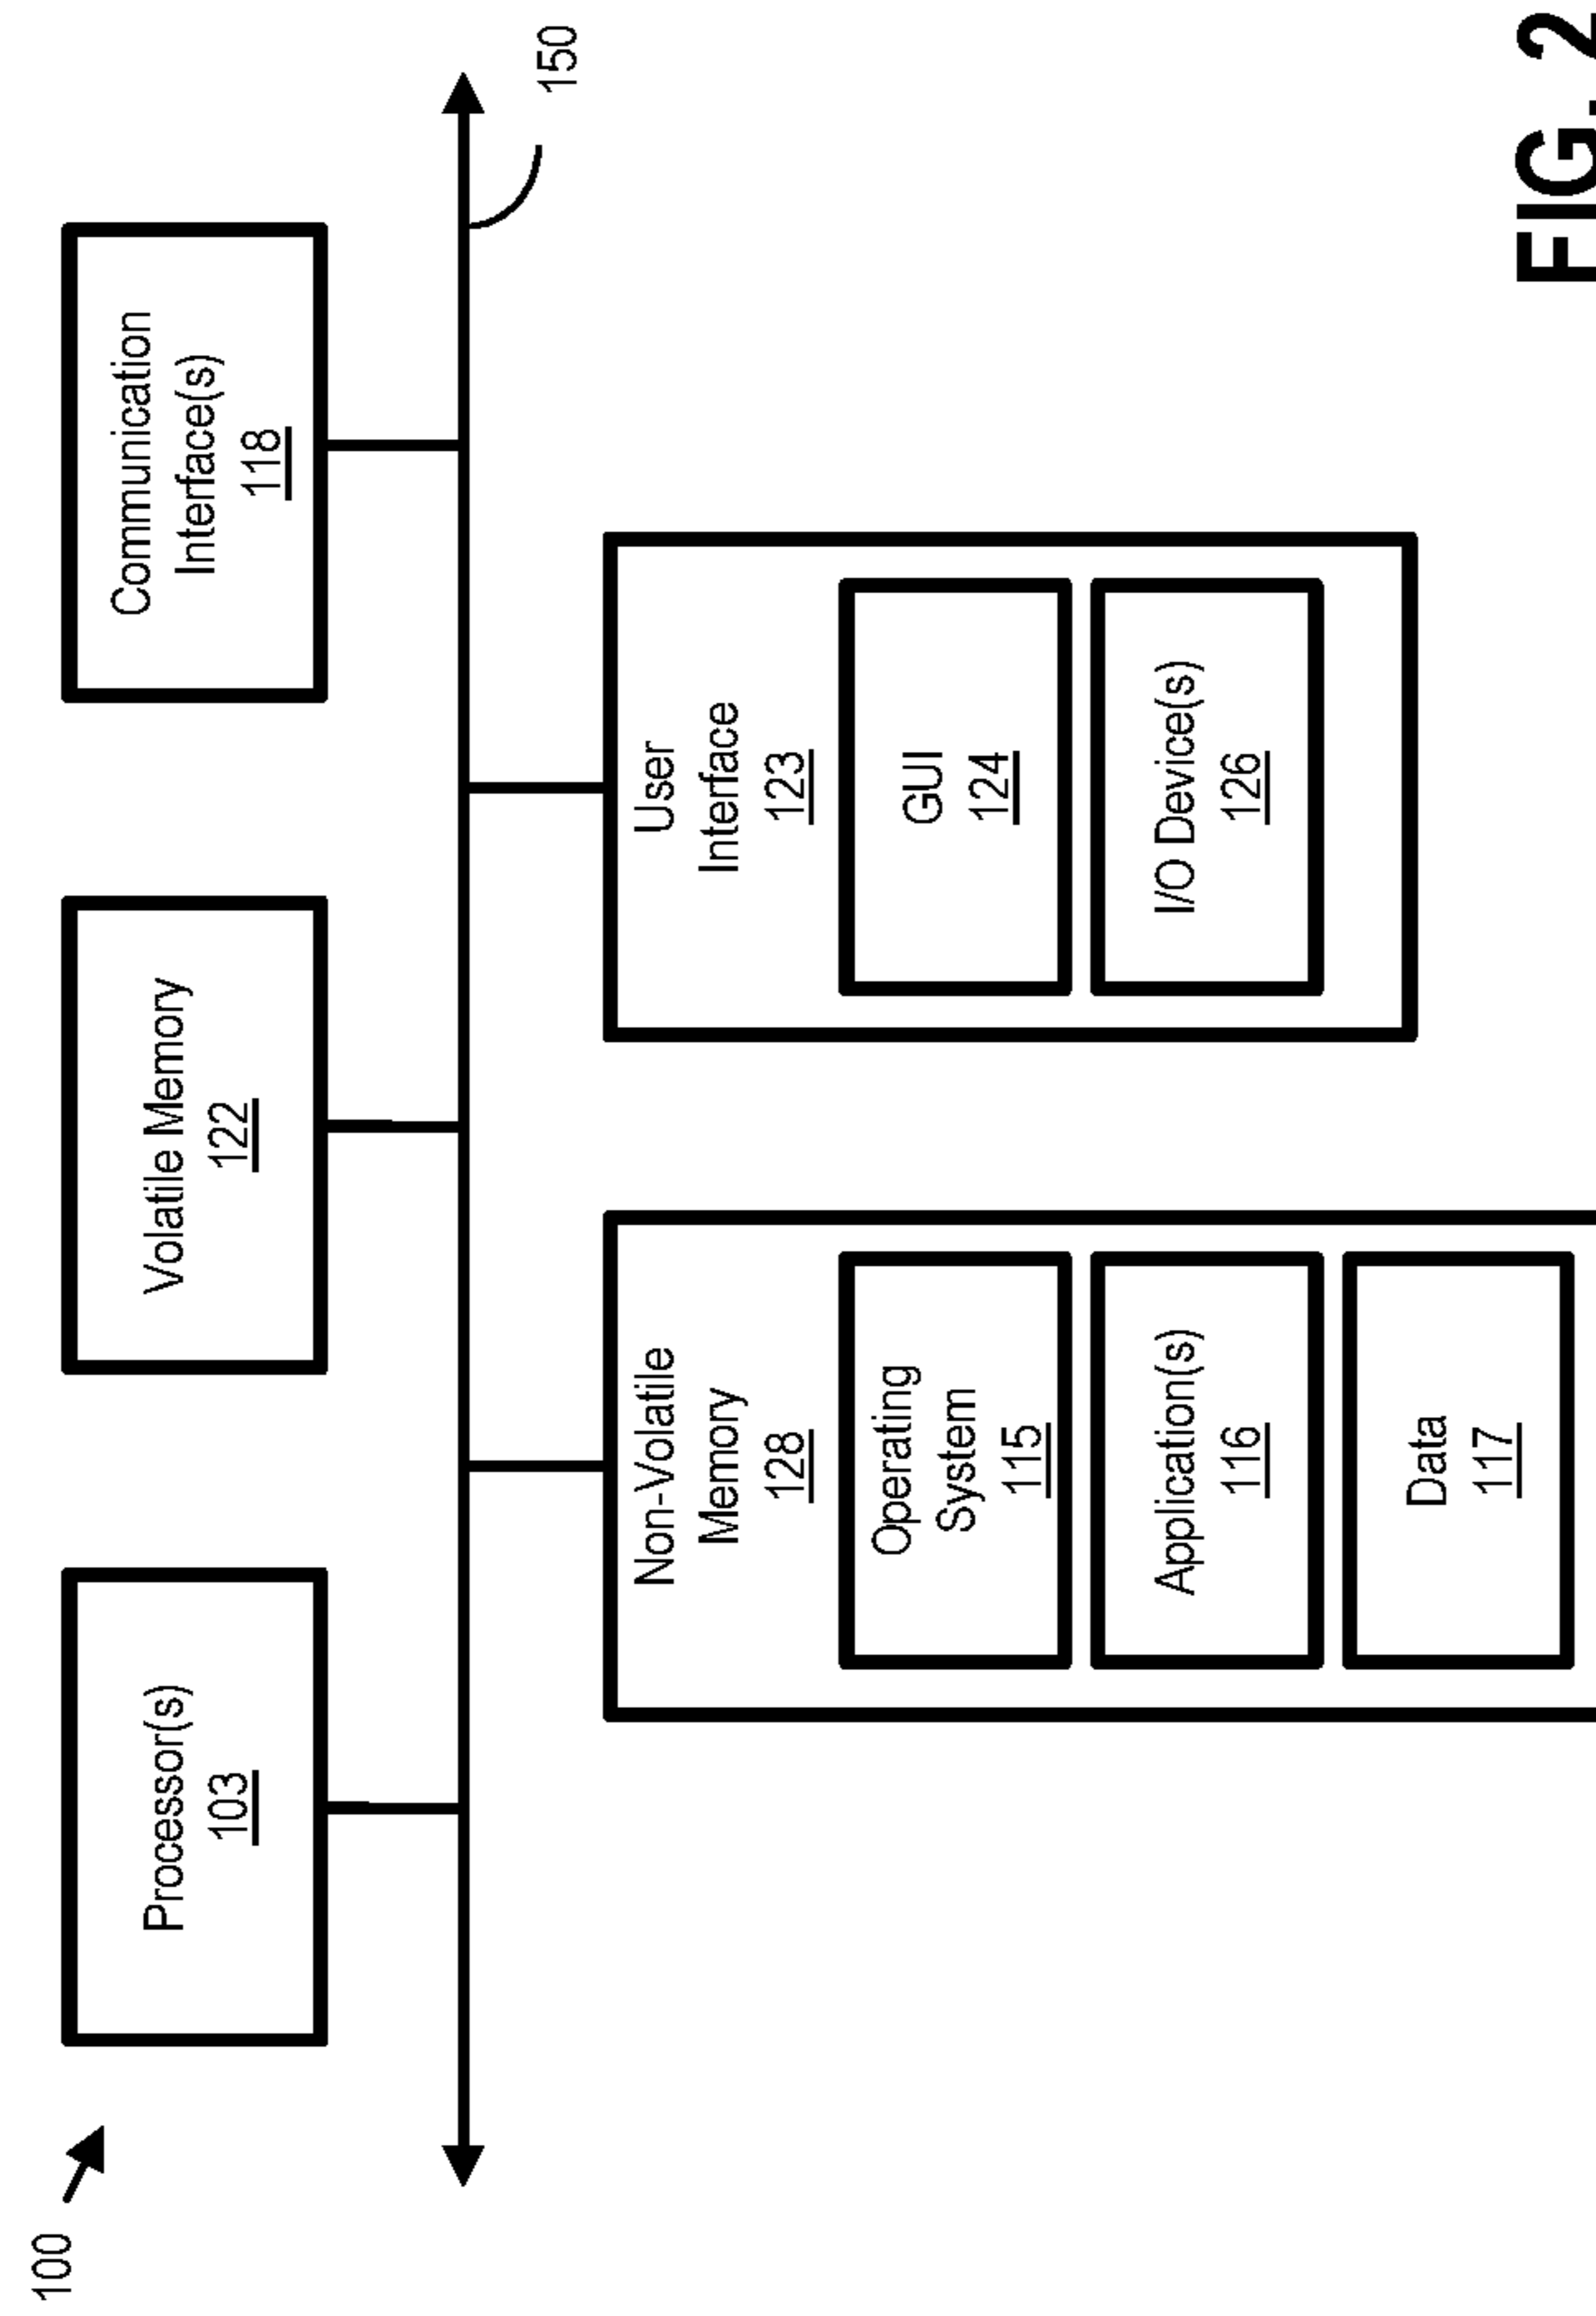 100
Processor(s)
103
Volatile Memory
122
Communication
Interface(s)
118
150
Non-Volatile
Memory
128
Operating
System
115
Application(s)
116
Data
117
User
Interface
123
GUI
124
I/O Device(s)
126
FIG. 2